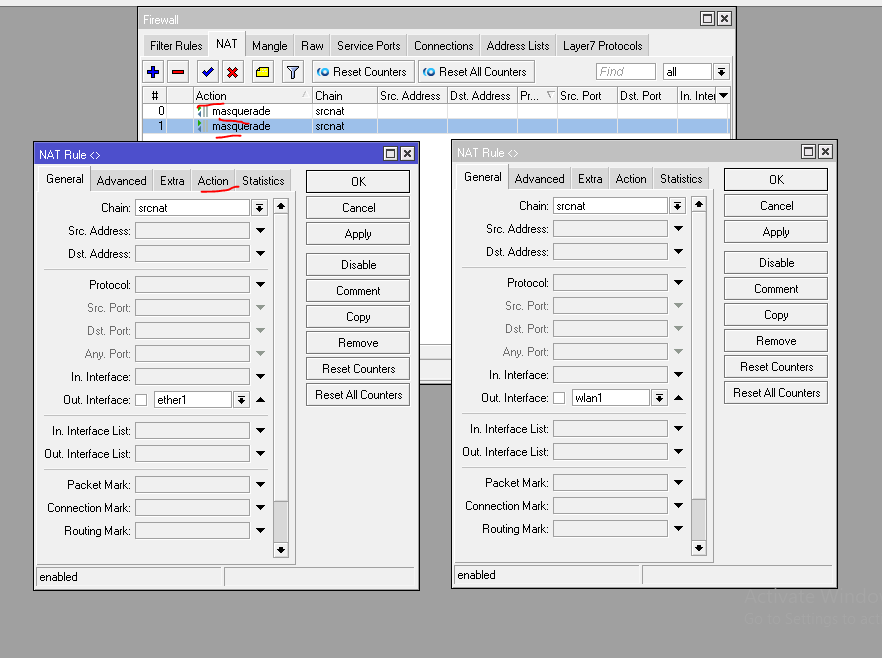 Firewall
Filter Rules NAT Mangle Raw Service Ports Connections Address Lists Layer7 Protocols
Reset Counters Reset All Counters Find all
# Action Chain Src. Address Dst. Address Pr... Src. Port Dst. Port In. Inter
0 masquerade srcnat
1 masquerade srcnat
NAT Rule <>
General Advanced Extra Action Statistics
Chain: srcnat
Src. Address:
Dst. Address:
Protocol:
Src. Port:
Dst. Port:
Any. Port:
In. Interface:
Out. Interface: ether1
In. Interface List:
Out. Interface List:
Packet Mark:
Connection Mark:
Routing Mark:
OK
Cancel
Apply
Disable
Comment
Copy
Remove
Reset Counters
Reset All Counters
enabled
NAT Rule <>
General Advanced Extra Action Statistics
Chain: srcnat
Src. Address:
Dst. Address:
Protocol:
Src. Port:
Dst. Port:
Any. Port:
In. Interface:
Out. Interface: wlan1
In. Interface List:
Out. Interface List:
Packet Mark:
Connection Mark:
Routing Mark:
OK
Cancel
Apply
Disable
Comment
Copy
Remove
Reset Counters
Reset All Counters
enabled
Activate Windo
Go to Settings to ac